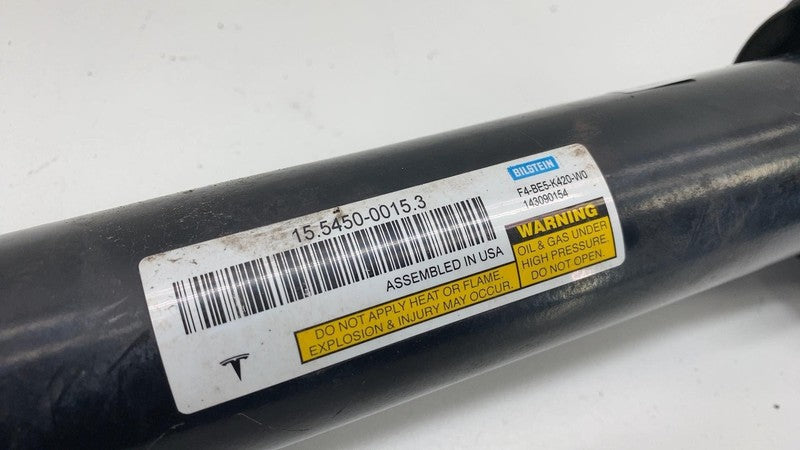 BILSTEIN
F4-BE5-K420-W0
143090154
15.5450-0015.3
ASSEMBLED IN USA
WARNING
OIL & GAS UNDER
HIGH PRESSURE
DO NOT OPEN.
DO NOT APPLY HEAT OR FLAME.
EXPLOSION & INJURY MAY OCCUR.